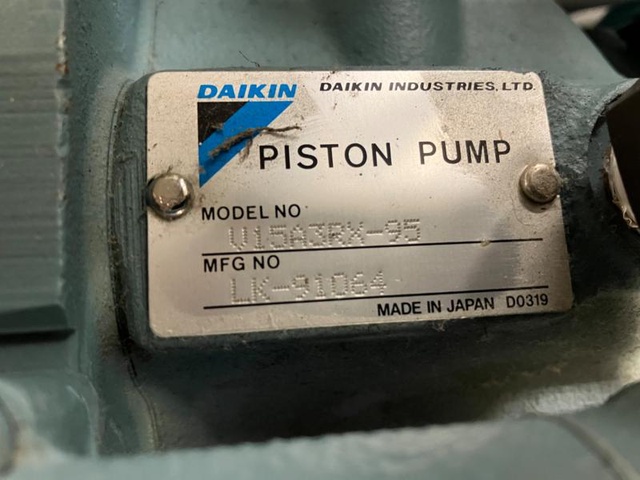 DAIKIN DAIKIN INDUSTRIES, LTD.
PISTON PUMP
MODEL NO
V15A3RX-95
MFG NO
LK-91064
MADE IN JAPAN D0319